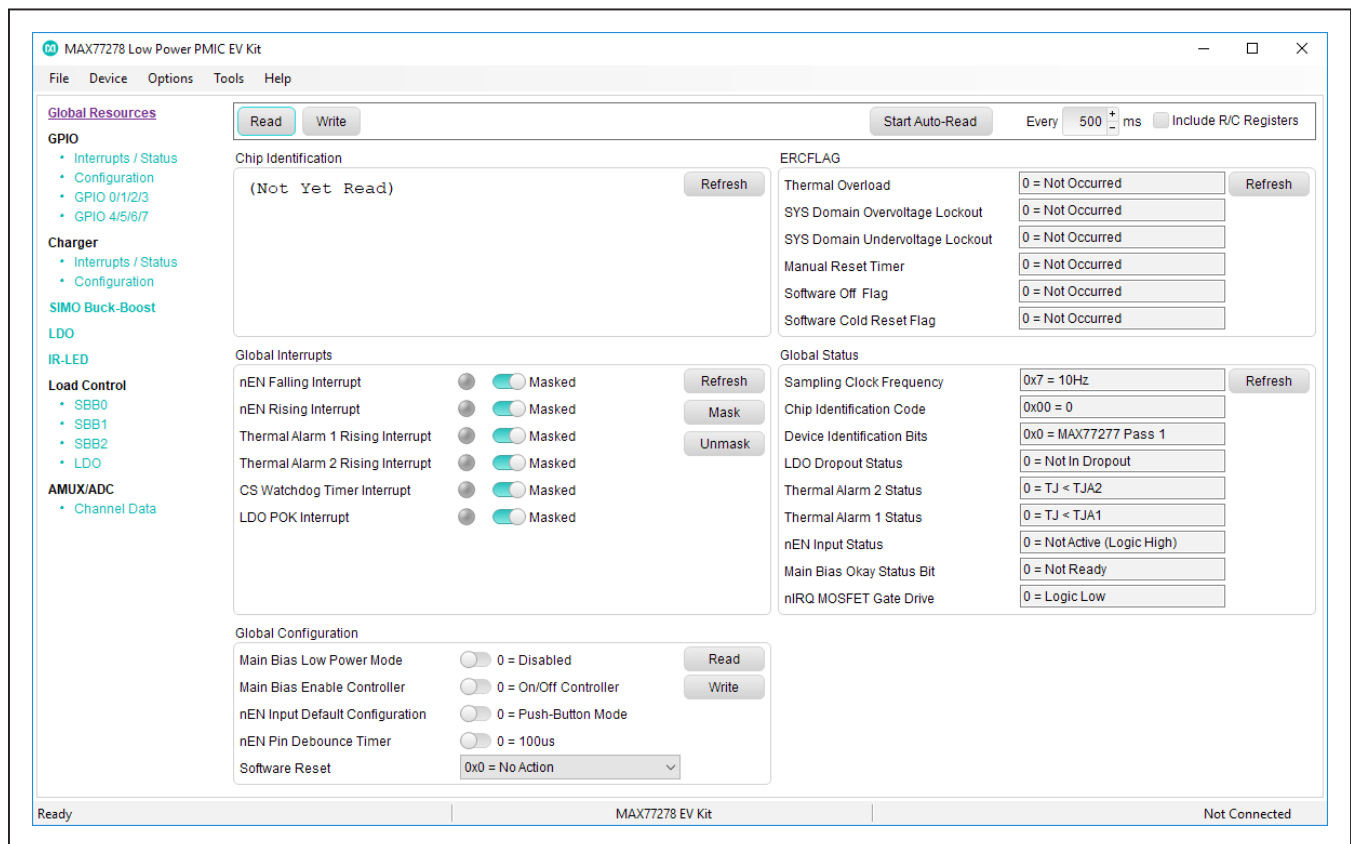 MAX77278 Low Power PMIC EV Kit
File Device Options Tools Help
Global Resources
GPIO
• Interrupts / Status
• Configuration
• GPIO 0/1/2/3
• GPIO 4/5/6/7
Charger
• Interrupts / Status
• Configuration
SIMO Buck-Boost
LDO
IR-LED
Load Control
• SBB0
• SBB1
• SBB2
• LDO
AMUX/ADC
• Channel Data
Read Write Start Auto-Read Every 500 + - ms Include R/C Registers
Chip Identification
(Not Yet Read) Refresh
ERCFLAG
Thermal Overload 0 = Not Occurred Refresh
SYS Domain Overvoltage Lockout 0 = Not Occurred
SYS Domain Undervoltage Lockout 0 = Not Occurred
Manual Reset Timer 0 = Not Occurred
Software Off Flag 0 = Not Occurred
Software Cold Reset Flag 0 = Not Occurred
Global Interrupts
nEN Falling Interrupt Masked Refresh
nEN Rising Interrupt Masked Mask
Thermal Alarm 1 Rising Interrupt Masked Unmask
Thermal Alarm 2 Rising Interrupt Masked
CS Watchdog Timer Interrupt Masked
LDO POK Interrupt Masked
Global Status
Sampling Clock Frequency 0x7 = 10Hz Refresh
Chip Identification Code 0x00 = 0
Device Identification Bits 0x0 = MAX77277 Pass 1
LDO Dropout Status 0 = Not In Dropout
Thermal Alarm 2 Status 0 = TJ < TJA2
Thermal Alarm 1 Status 0 = TJ < TJA1
nEN Input Status 0 = Not Active (Logic High)
Main Bias Okay Status Bit 0 = Not Ready
nIRQ MOSFET Gate Drive 0 = Logic Low
Global Configuration
Main Bias Low Power Mode 0 = Disabled Read
Main Bias Enable Controller 0 = On/Off Controller Write
nEN Input Default Configuration 0 = Push-Button Mode
nEN Pin Debounce Timer 0 = 100us
Software Reset 0x0 = No Action
Ready MAX77278 EV Kit Not Connected